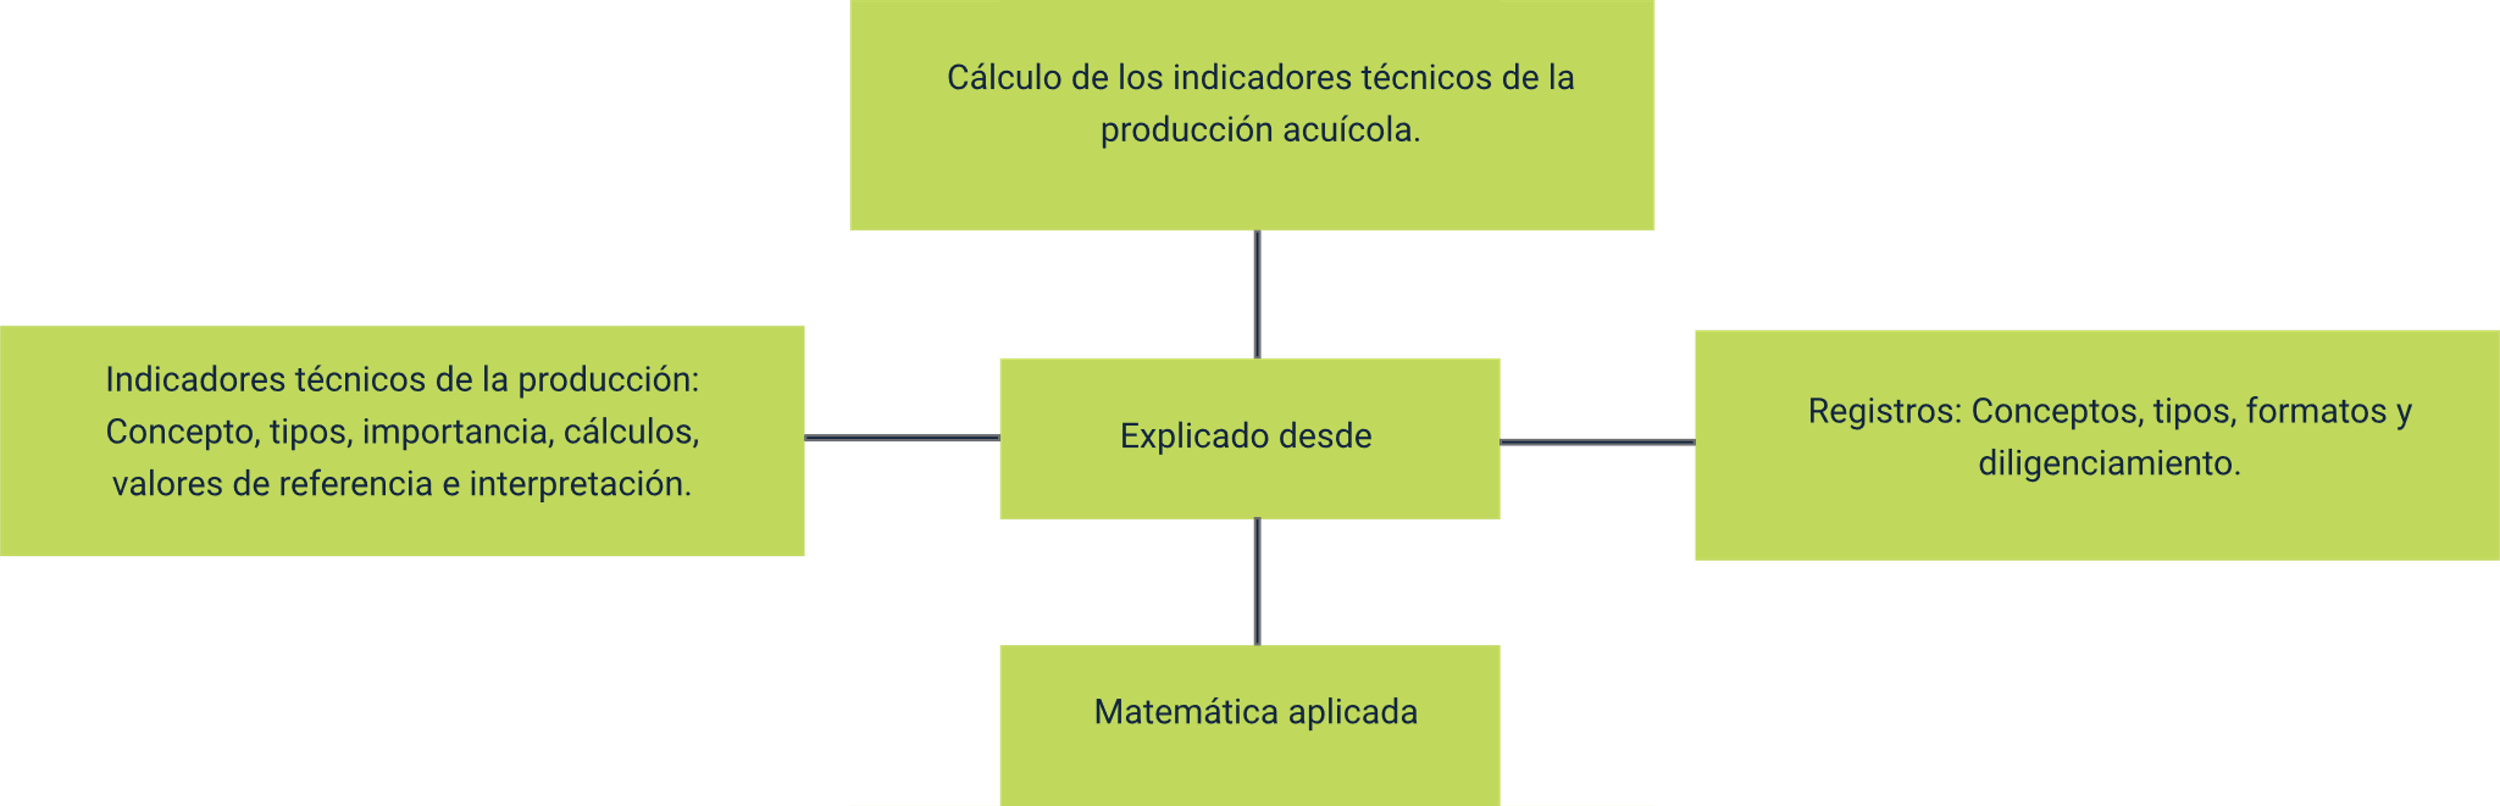 Cálculo de los indicadores técnicos de la
producción acuícola.
Indicadores técnicos de la producción:
Concepto, tipos, importancia, cálculos,
valores de referencia e interpretación.
Explicado desde
Registros: Conceptos, tipos, formatos y
diligenciamiento.
Matemática aplicada